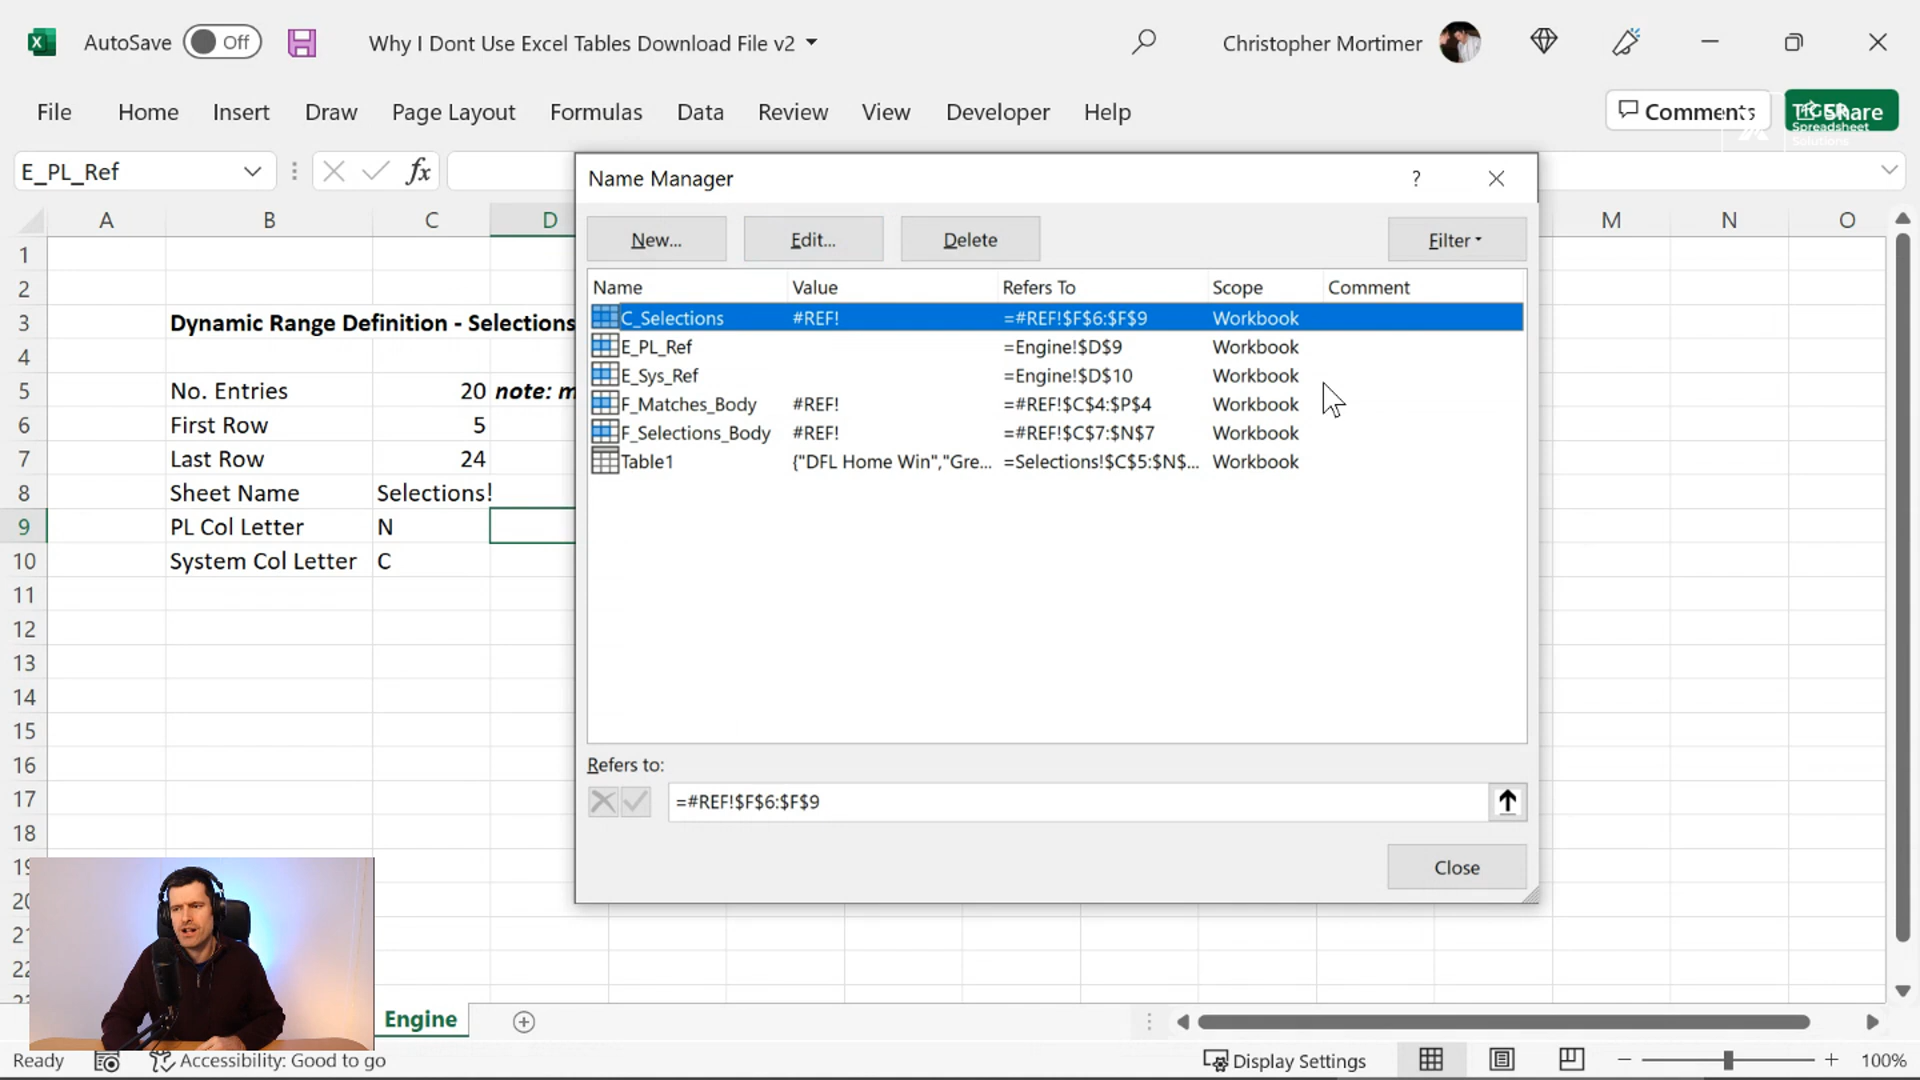 AutoSave Off Why I Dont Use Excel Tables Download File v2 Christopher Mortimer
File Home Insert Draw Page Layout Formulas Data Review View Developer Help Comments Share
TIGER
Spreadsheet
Solutions
E_PL_Ref fx
Name Manager ?
New... Edit... Delete Filter
Name Value Refers To Scope Comment
C_Selections #REF! =#REF!$F$6:$F$9 Workbook
E_PL_Ref =Engine!$D$9 Workbook
E_Sys_Ref =Engine!$D$10 Workbook
F_Matches_Body #REF! =#REF!$C$4:$P$4 Workbook
F_Selections_Body #REF! =#REF!$C$7:$N$7 Workbook
Table1 {"DFL Home Win","Gre... =Selections!$C$5:$N$... Workbook
Refers to:
=#REF!$F$6:$F$9
Close
A B C D M N O
1
2
3 Dynamic Range Definition - Selections
4
5 No. Entries 20 note: m
6 First Row 5
7 Last Row 24
8 Sheet Name Selections!
9 PL Col Letter N
10 System Col Letter C
11
12
13
14
15
16
17
18
Engine
Ready Accessibility: Good to go Display Settings 100%